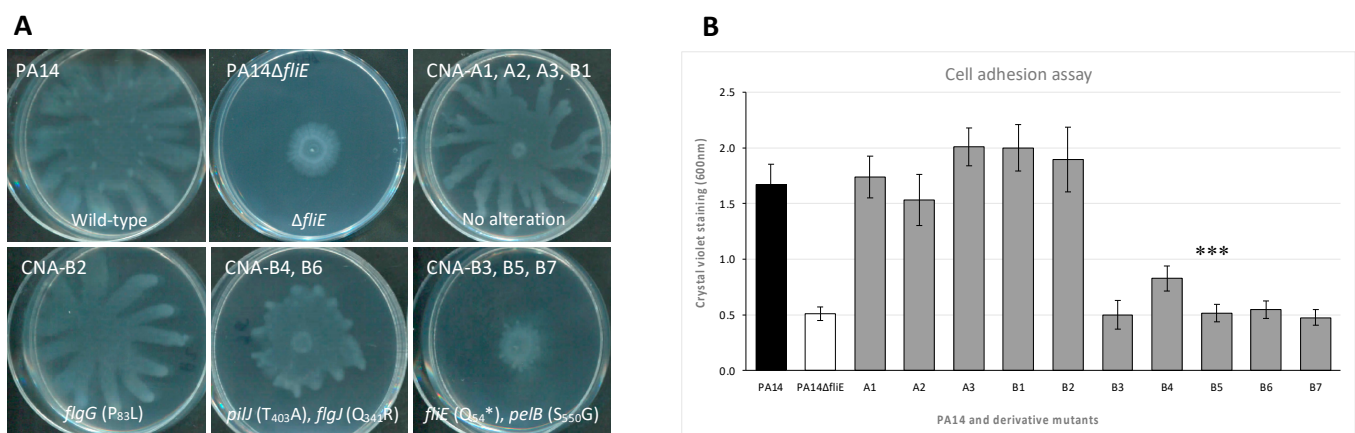 A
PA14
Wild-type
PA14ΔfliE
ΔfliE
CNA-A1, A2, A3, B1
No alteration
CNA-B2
flgG (P83L)
CNA-B4, B6
pilJ (T403A), flgJ (Q341R)
CNA-B3, B5, B7
fliE (Q54*), pelB (S550G)
B
Cell adhesion assay
Crystal violet staining (600nm)
2.5
2.0
1.5
1.0
0.5
0.0
***
PA14 PA14ΔfliE A1 A2 A3 B1 B2 B3 B4 B5 B6 B7
PA14 and derivative mutants